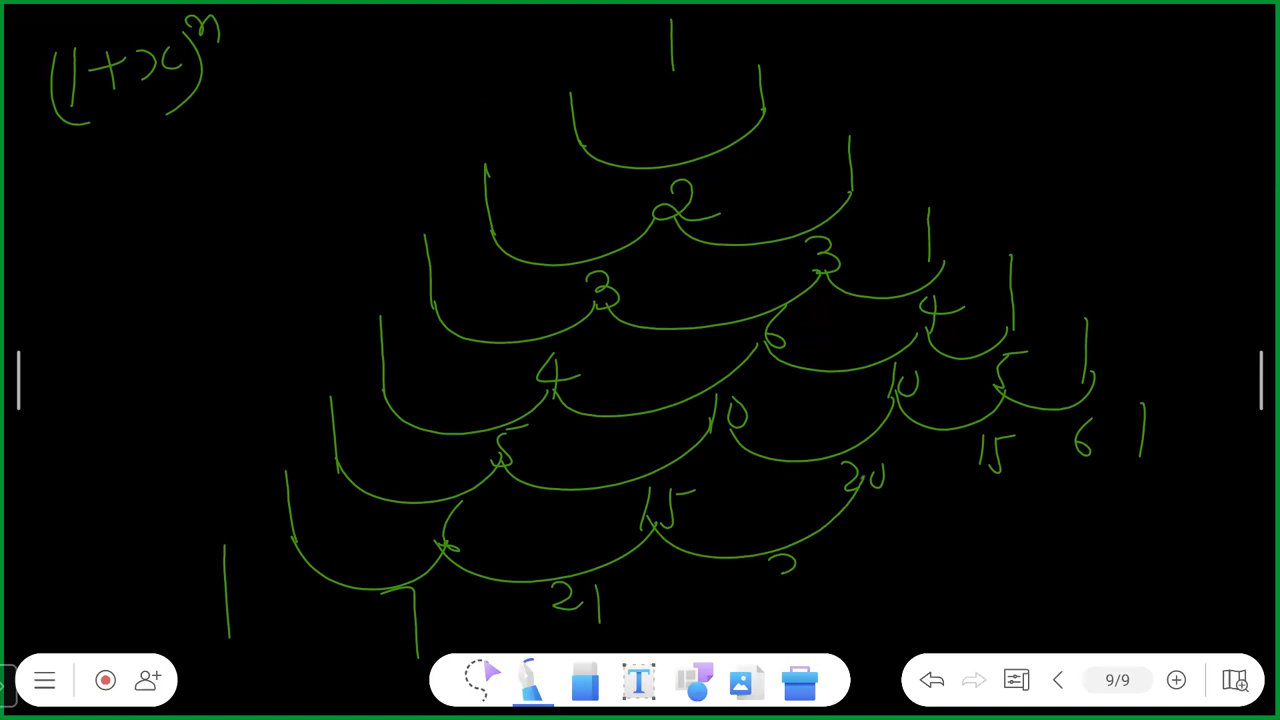 (1+x)^n
1
1 1
1 2 1
1 3 3 1
1 4 6 4 1
1 5 10 10 5 1
1 6 15 20 15 6 1
1 7 21
T
9/9